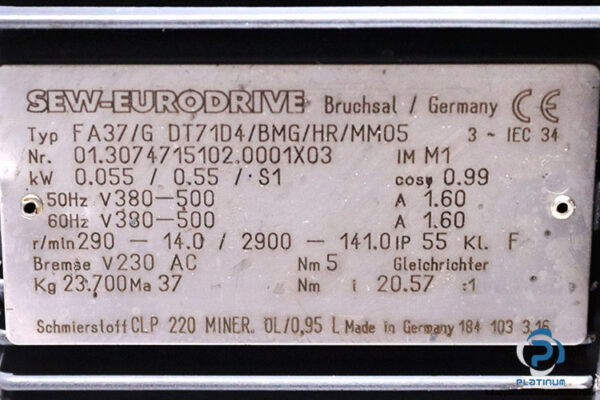 SEW-EURODRIVE Bruchsal / Germany CE
Typ FA37/G DT71D4/BMG/HR/MM05 3 ~ IEC 34
Nr. 01.3074715102.0001X03 IM M1
kW 0.055 / 0.55 / S1 cosφ 0.99
50Hz V 380-500 A 1.60
60Hz V 380-500 A 1.60
r/min 290 - 14.0 / 2900 - 141.0 IP 55 Kl. F
Bremse V 230 AC Nm 5 Gleichrichter
Kg 23.700 Ma 37 Nm i 20.57 :1
Schmierstoff CLP 220 MINER. ÖL/0,95 L Made in Germany 184 103 3.16
PLATINUM